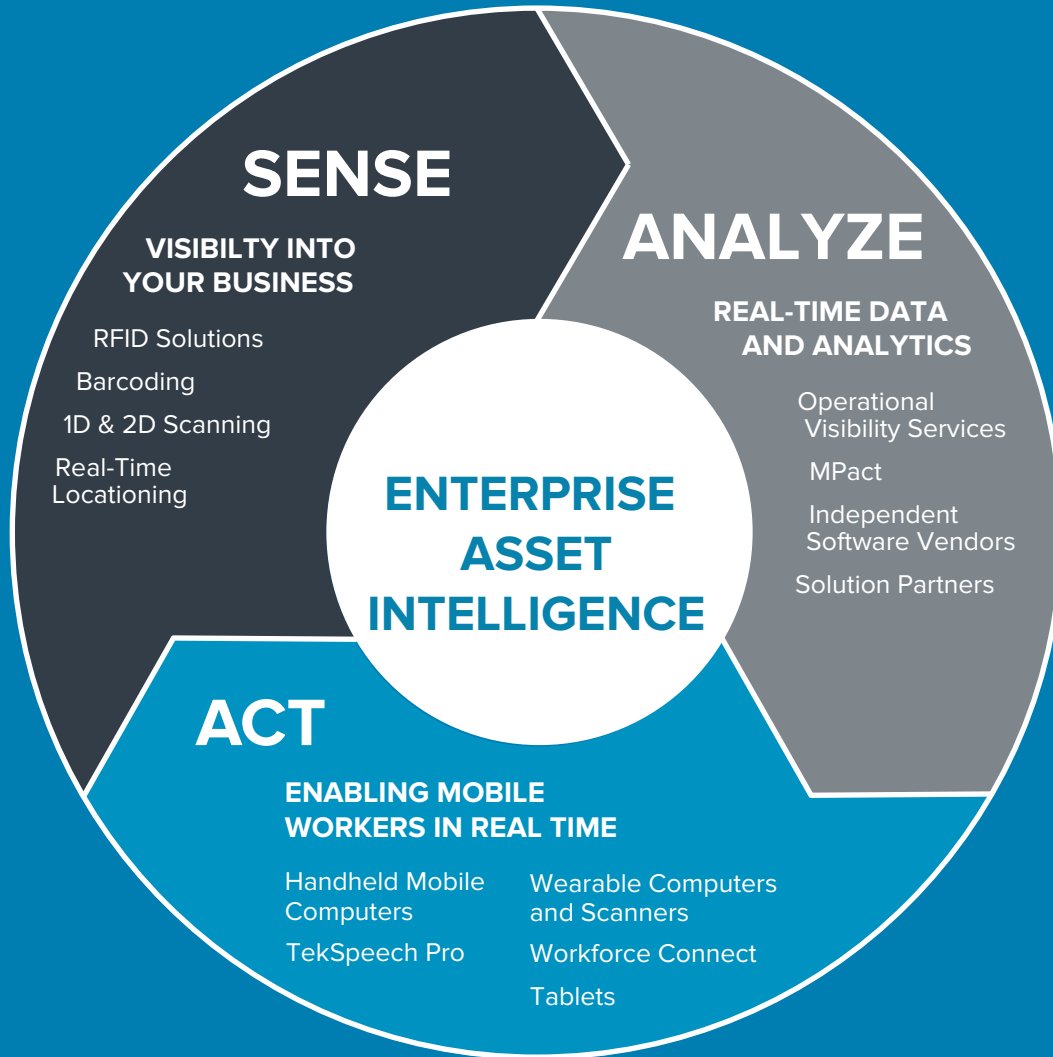 SENSE
VISIBILTY INTO
YOUR BUSINESS
RFID Solutions
Barcoding
1D & 2D Scanning
Real-Time
Locationing
ANALYZE
REAL-TIME DATA
AND ANALYTICS
Operational
Visibility Services
MPact
Independent
Software Vendors
Solution Partners
ENTERPRISE
ASSET
INTELLIGENCE
ACT
ENABLING MOBILE
WORKERS IN REAL TIME
Handheld Mobile
Computers
TekSpeech Pro
Wearable Computers
and Scanners
Workforce Connect
Tablets